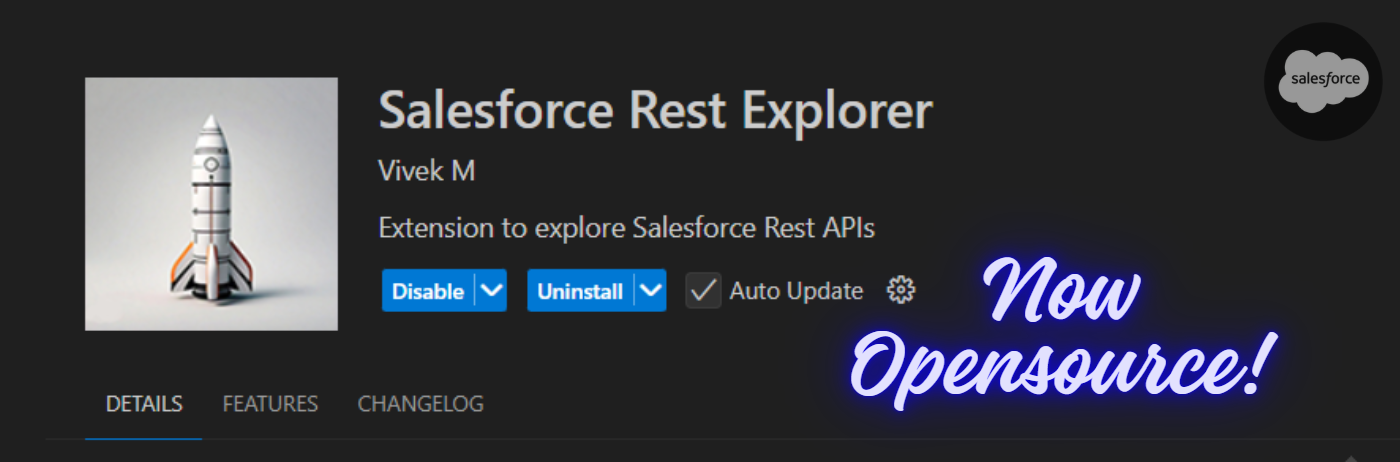 salesforce
Salesforce Rest Explorer
Vivek M
Extension to explore Salesforce Rest APIs
Disable
Uninstall
Auto Update
Now
Opensource!
DETAILS
FEATURES
CHANGELOG